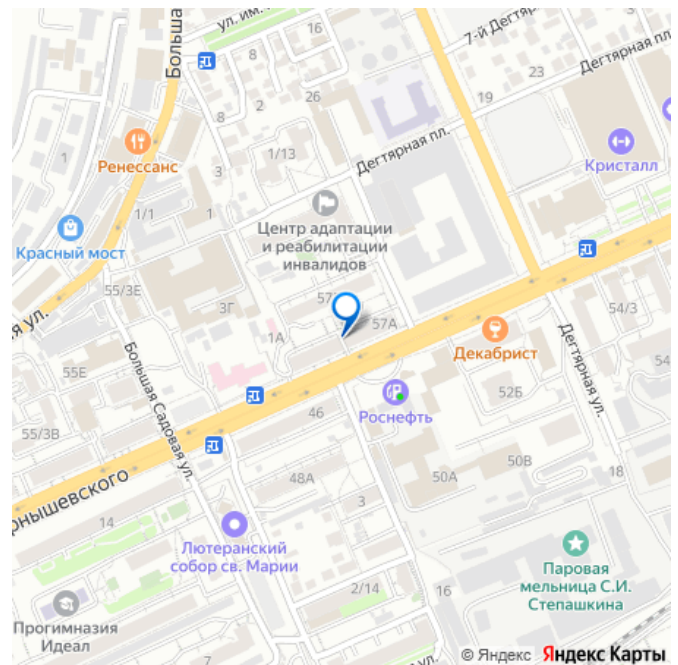 ул. им.
16
7-й Дегтяр
Дегтярная пл.
Большая
8
2
26
23
8
19
Ренессанс
1
1/13
3
Дегтярная пл.
Кристалл
1/1
1
Центр адаптации
и реабилитации
инвалидов
Красный мост
55/3Е
3Г
57
57А
54/3
ая ул.
1А
Декабрист
54
55Е
Большая Садовая ул.
Дегтярная ул.
52Б
Роснефть
46
55/3В
48А
50А
50В
18
рнышевского
14
3
Лютеранский
собор св. Марии
2/14
16
Паровая
мельница С.И.
Степашкина
Прогимназия
Идеал
ул.
© Яндекс Яндекс Карты